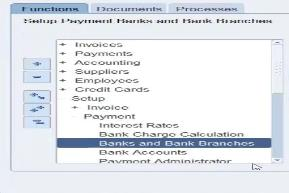 Functions Documents Processes
Setup Payment Banks and Bank Branches
+ Invoices
+ Payments
+ Accounting
+ Suppliers
+ Employees
+ Credit Cards
- Setup
+ Invoice
- Payment
Interest Rates
Bank Charge Calculation
Banks and Bank Branches
Bank Accounts
Payment Administrator